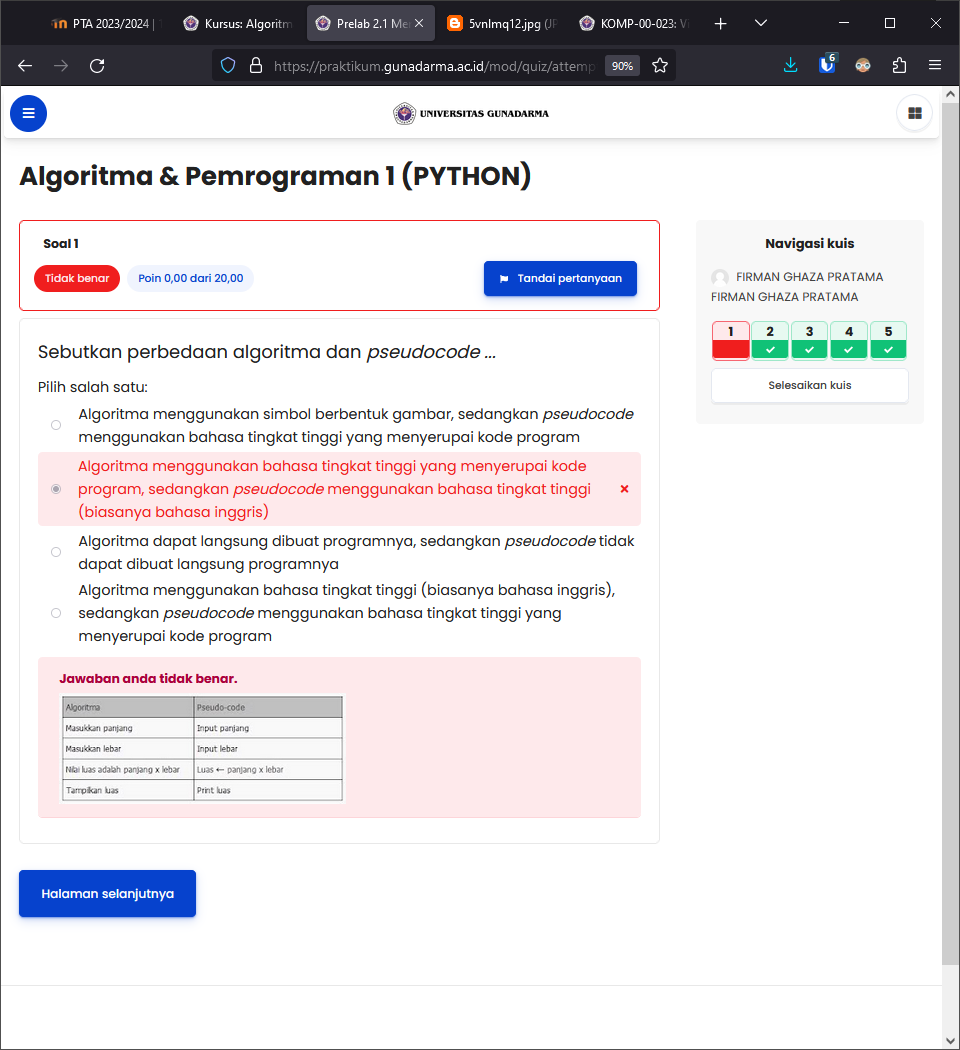 PTA 2023/2024 |
Kursus: Algoritm
Prelab 2.1 Me
5vnlmq12.jpg (JP
KOMP-00-023: Vi
https://praktikum.gunadarma.ac.id/mod/quiz/attemp
90%
6
UNIVERSITAS GUNADARMA
Algoritma & Pemrograman 1 (PYTHON)
Soal 1
Tidak benar
Poin 0,00 dari 20,00
Tandai pertanyaan
Sebutkan perbedaan algoritma dan pseudocode ...
Pilih salah satu:
Algoritma menggunakan simbol berbentuk gambar, sedangkan pseudocode
menggunakan bahasa tingkat tinggi yang menyerupai kode program
Algoritma menggunakan bahasa tingkat tinggi yang menyerupai kode
program, sedangkan pseudocode menggunakan bahasa tingkat tinggi
(biasanya bahasa inggris)
Algoritma dapat langsung dibuat programnya, sedangkan pseudocode tidak
dapat dibuat langsung programnya
Algoritma menggunakan bahasa tingkat tinggi (biasanya bahasa inggris),
sedangkan pseudocode menggunakan bahasa tingkat tinggi yang
menyerupai kode program
Jawaban anda tidak benar.
Algoritma Pseudo-code
Masukkan panjang Input panjang
Masukkan lebar Input lebar
Nilai luas adalah panjang x lebar Luas ← panjang x lebar
Tampilkan luas Print luas
Halaman selanjutnya
Navigasi kuis
FIRMAN GHAZA PRATAMA
FIRMAN GHAZA PRATAMA
1 2 3 4 5
Selesaikan kuis